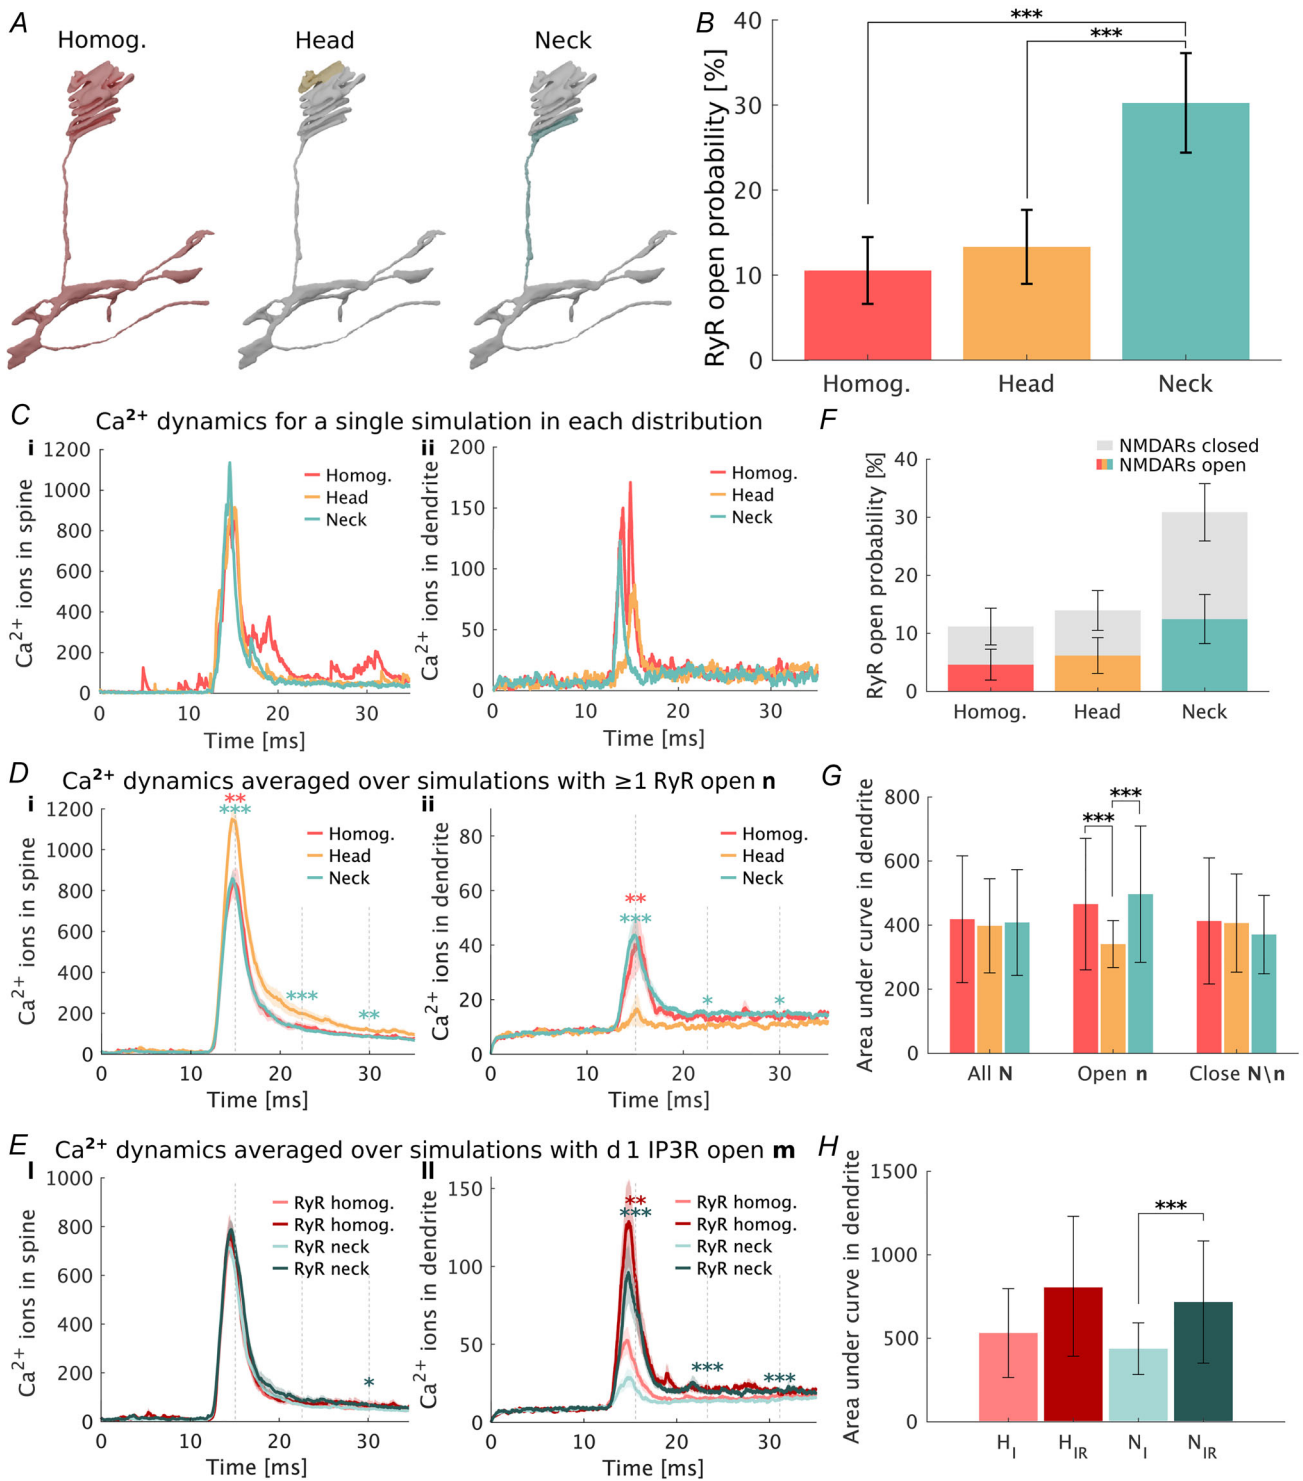 A
Homog.
Head
Neck
B
***
***
RyR open probability [%]
40
30
20
10
0
Homog.
Head
Neck
C
Ca2+ dynamics for a single simulation in each distribution
i
Ca2+ ions in spine
1200
1000
800
600
400
200
0
0 10 20 30
Time [ms]
Homog.
Head
Neck
ii
Ca2+ ions in dendrite
200
150
100
50
0
0 10 20 30
Time [ms]
Homog.
Head
Neck
F
NMDARs closed
NMDARs open
RyR open probability [%]
40
30
20
10
0
Homog.
Head
Neck
D
Ca2+ dynamics averaged over simulations with ≥1 RyR open n
i
Ca2+ ions in spine
1200
1000
800
600
400
200
0
0 10 20 30
Time [ms]
**
***
***
**
Homog.
Head
Neck
ii
Ca2+ ions in dendrite
80
60
40
20
0
0 10 20 30
Time [ms]
**
***
*
*
Homog.
Head
Neck
G
Area under curve in dendrite
800
600
400
200
0
***
***
All N
Open n
Close N\n
E
Ca2+ dynamics averaged over simulations with d 1 IP3R open m
I
Ca2+ ions in spine
1000
800
600
400
200
0
0 10 20 30
Time [ms]
*
RyR homog.
RyR homog.
RyR neck
RyR neck
II
Ca2+ ions in dendrite
150
100
50
0
0 10 20 30
Time [ms]
**
***
***
***
RyR homog.
RyR homog.
RyR neck
RyR neck
H
Area under curve in dendrite
1500
1000
500
0
***
HI
HIR
NI
NIR